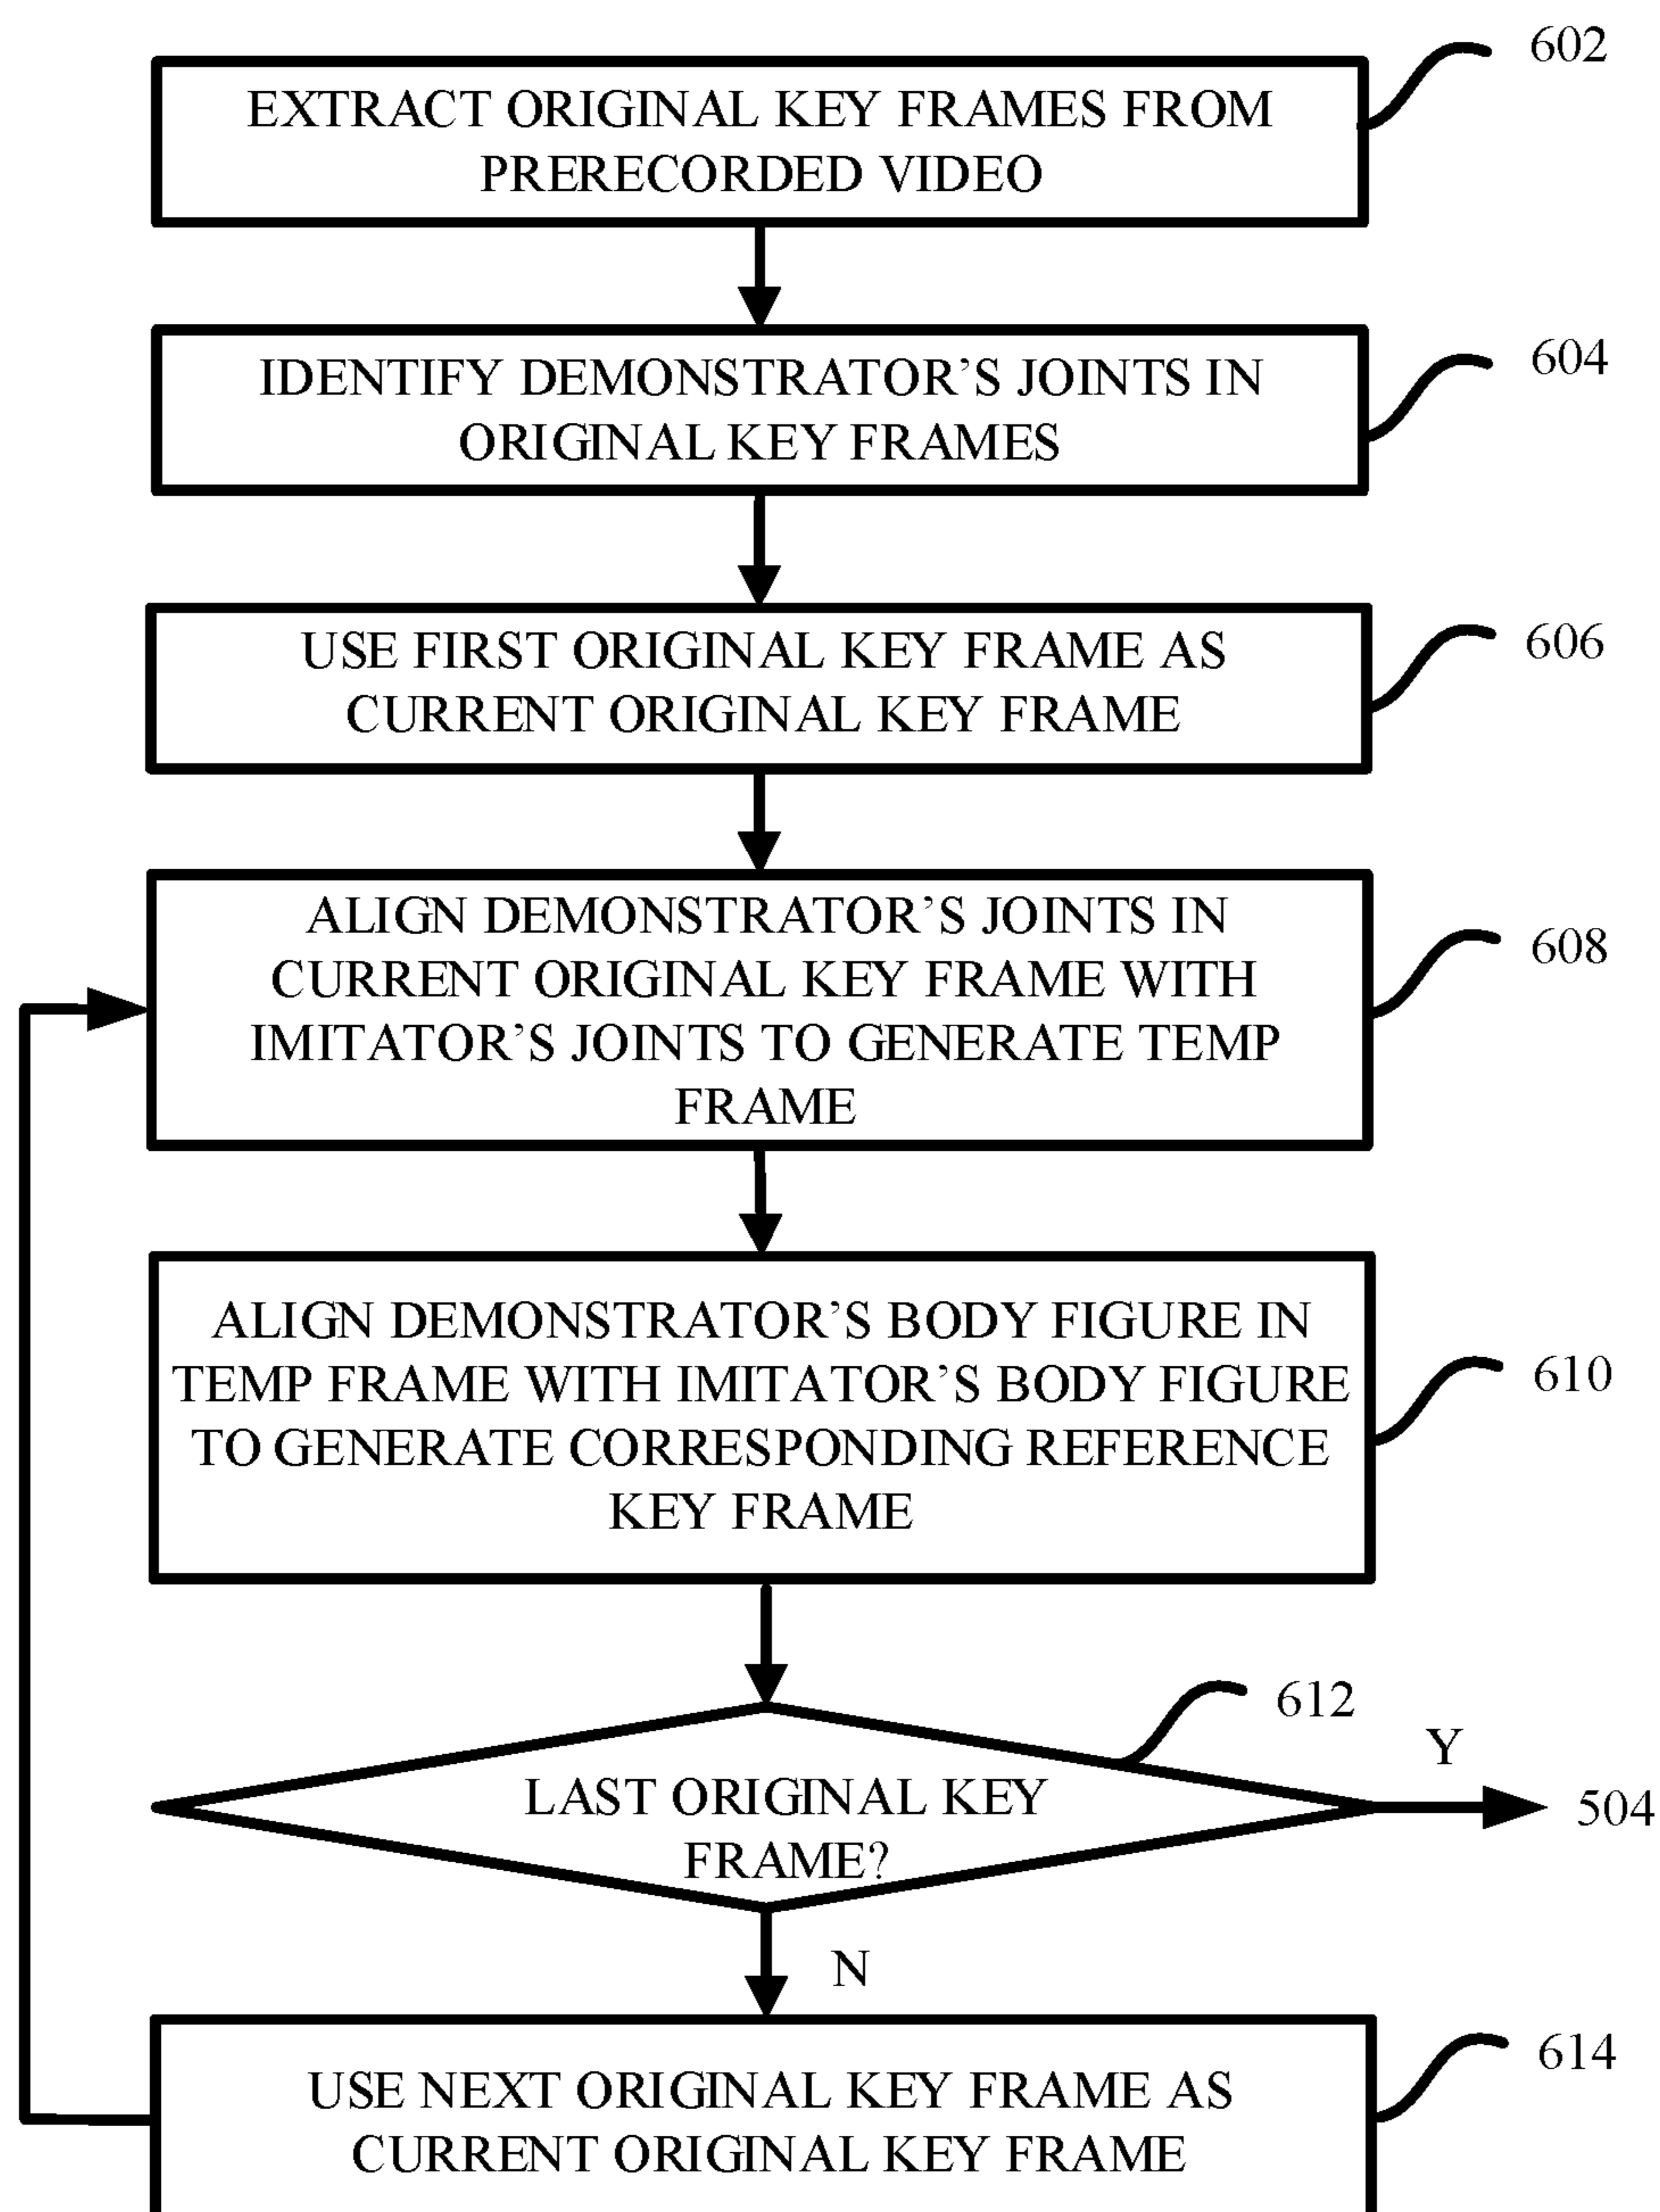 602
EXTRACT ORIGINAL KEY FRAMES FROM
PRERECORDED VIDEO
604
IDENTIFY DEMONSTRATOR’S JOINTS IN
ORIGINAL KEY FRAMES
606
USE FIRST ORIGINAL KEY FRAME AS
CURRENT ORIGINAL KEY FRAME
608
ALIGN DEMONSTRATOR’S JOINTS IN
CURRENT ORIGINAL KEY FRAME WITH
IMITATOR’S JOINTS TO GENERATE TEMP
FRAME
610
ALIGN DEMONSTRATOR’S BODY FIGURE IN
TEMP FRAME WITH IMITATOR’S BODY FIGURE
TO GENERATE CORRESPONDING REFERENCE
KEY FRAME
612
LAST ORIGINAL KEY
FRAME?
Y
504
N
614
USE NEXT ORIGINAL KEY FRAME AS
CURRENT ORIGINAL KEY FRAME